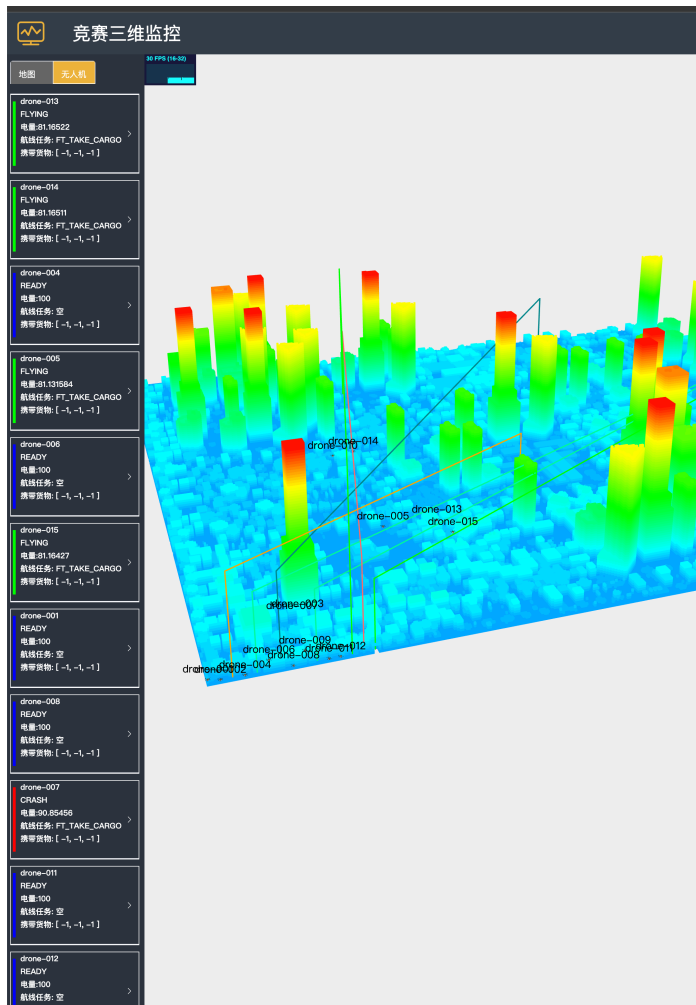 竞赛三维监控
地图
无人机
30 FPS (16-32)
drone-013
FLYING
电量:81.16522
航线任务: FT_TAKE_CARGO
携带货物: [ -1, -1, -1 ]
drone-014
FLYING
电量:81.16511
航线任务: FT_TAKE_CARGO
携带货物: [ -1, -1, -1 ]
drone-004
READY
电量:100
航线任务: 空
携带货物: [ -1, -1, -1 ]
drone-005
FLYING
电量:81.131584
航线任务: FT_TAKE_CARGO
携带货物: [ -1, -1, -1 ]
drone-006
READY
电量:100
航线任务: 空
携带货物: [ -1, -1, -1 ]
drone-015
FLYING
电量:81.16427
航线任务: FT_TAKE_CARGO
携带货物: [ -1, -1, -1 ]
drone-001
READY
电量:100
航线任务: 空
携带货物: [ -1, -1, -1 ]
drone-008
READY
电量:100
航线任务: 空
携带货物: [ -1, -1, -1 ]
drone-007
CRASH
电量:90.85456
航线任务: FT_TAKE_CARGO
携带货物: [ -1, -1, -1 ]
drone-011
READY
电量:100
航线任务: 空
携带货物: [ -1, -1, -1 ]
drone-012
READY
电量:100
航线任务: 空
drone-014
drone-010
drone-013
drone-005
drone-015
drone-003
drone-009
drone-012
drone-006
drone-011
drone-008
drone-004
drone-002